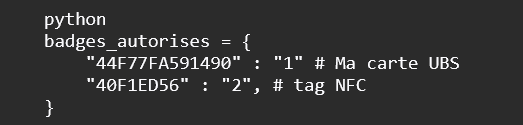 python
badges_autorises = {
"44F77FA591490" : "1" # Ma carte UBS
"40F1ED56" : "2", # tag NFC
}